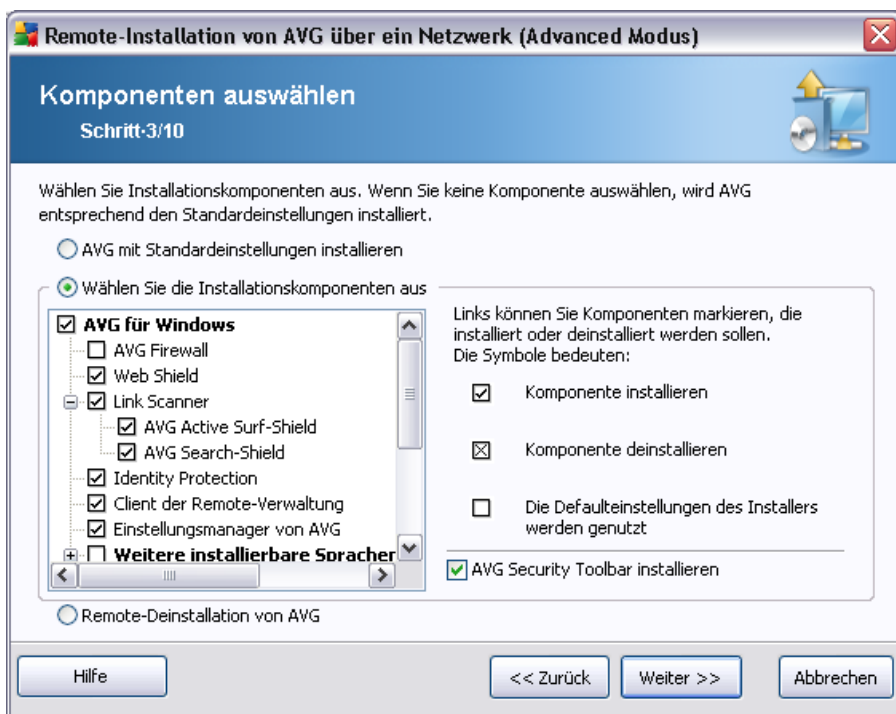 Remote-Installation von AVG über ein Netzwerk (Advanced Modus)
Komponenten auswählen
Schritt-3/10
Wählen Sie Installationskomponenten aus. Wenn Sie keine Komponente auswählen, wird AVG
entsprechend den Standardeinstellungen installiert.
AVG mit Standardeinstellungen installieren
Wählen Sie die Installationskomponenten aus
AVG für Windows
AVG Firewall
Web Shield
Link Scanner
AVG Active Surf-Shield
AVG Search-Shield
Identity Protection
Client der Remote-Verwaltung
Einstellungsmanager von AVG
Weitere installierbare Spracher
Links können Sie Komponenten markieren, die
installiert oder deinstalliert werden sollen.
Die Symbole bedeuten:
Komponente installieren
Komponente deinstallieren
Die Defaulteinstellungen des Installers
werden genutzt
AVG Security Toolbar installieren
Remote-Deinstallation von AVG
Hilfe
<< Zurück
Weiter >>
Abbrechen